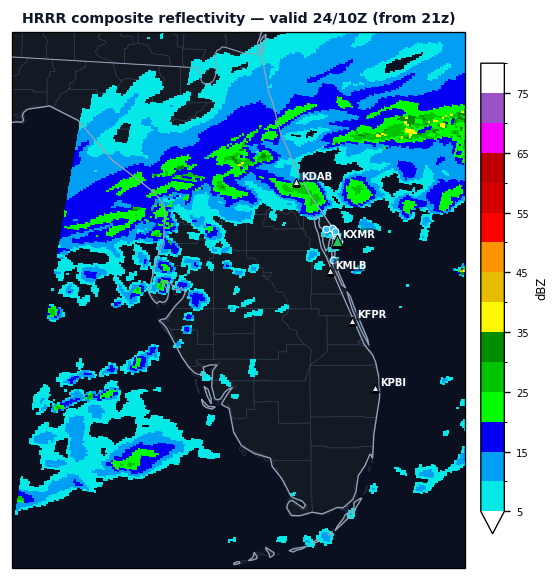 HRRR composite reflectivity — valid 24/10Z (from 21z)
KDAB
KXMR
KMLB
KFPR
KPBI
75
65
55
45
35
25
15
5
dBZ